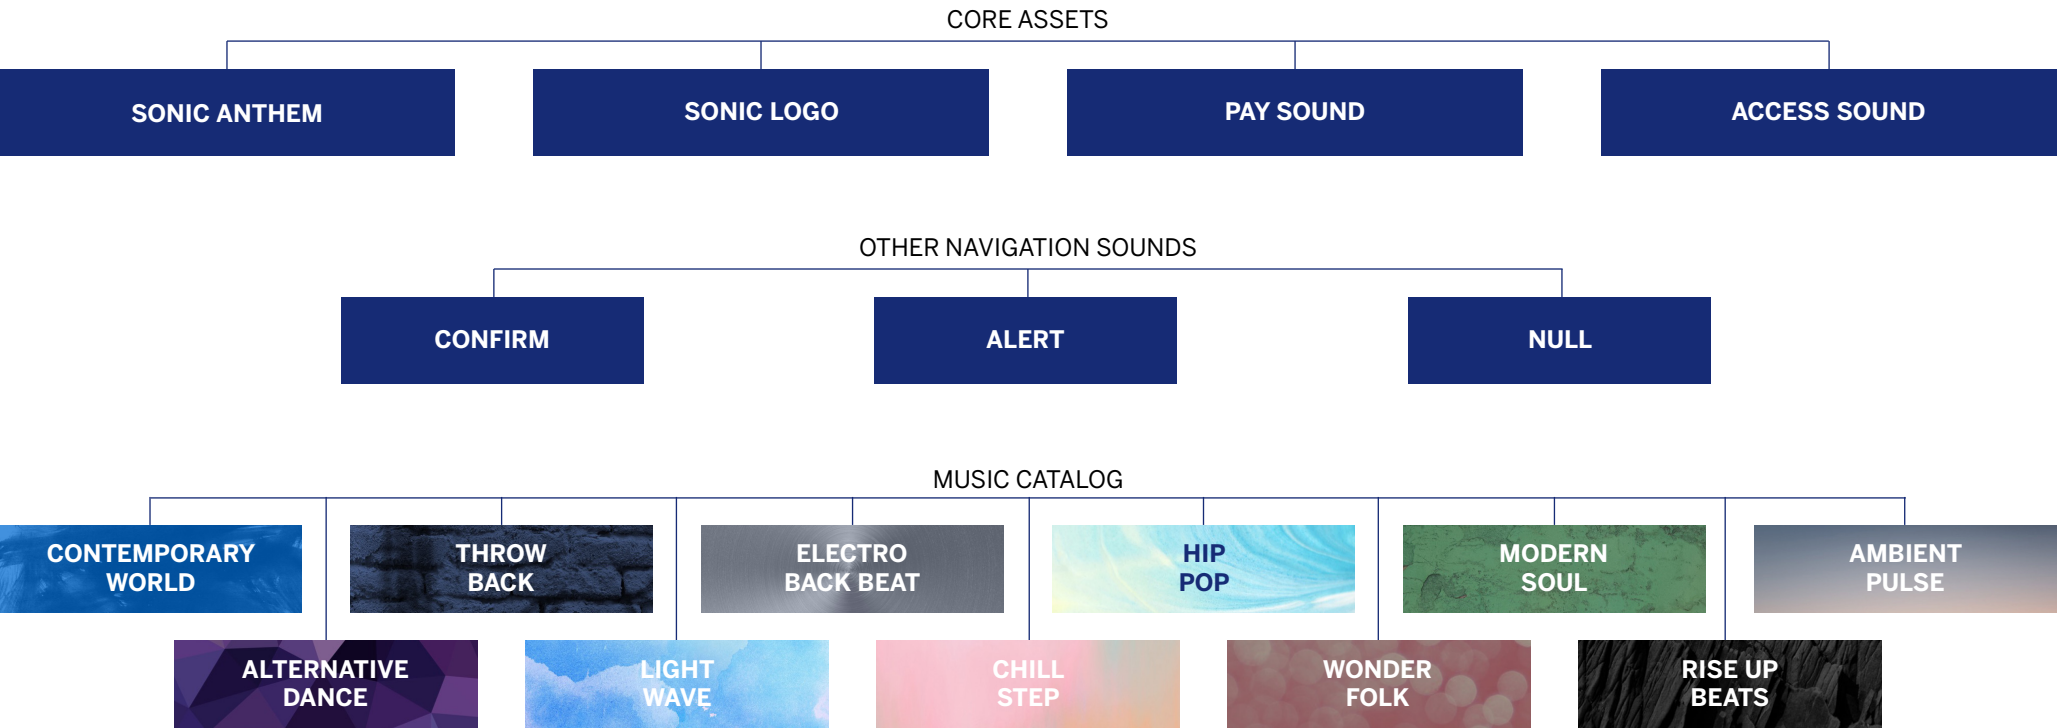 CORE ASSETS
SONIC ANTHEM
SONIC LOGO
PAY SOUND
ACCESS SOUND
OTHER NAVIGATION SOUNDS
CONFIRM
ALERT
NULL
MUSIC CATALOG
CONTEMPORARY
WORLD
THROW
BACK
ELECTRO
BACK BEAT
HIP
POP
MODERN
SOUL
AMBIENT
PULSE
ALTERNATIVE
DANCE
LIGHT
WAVE
CHILL
STEP
WONDER
FOLK
RISE UP
BEATS